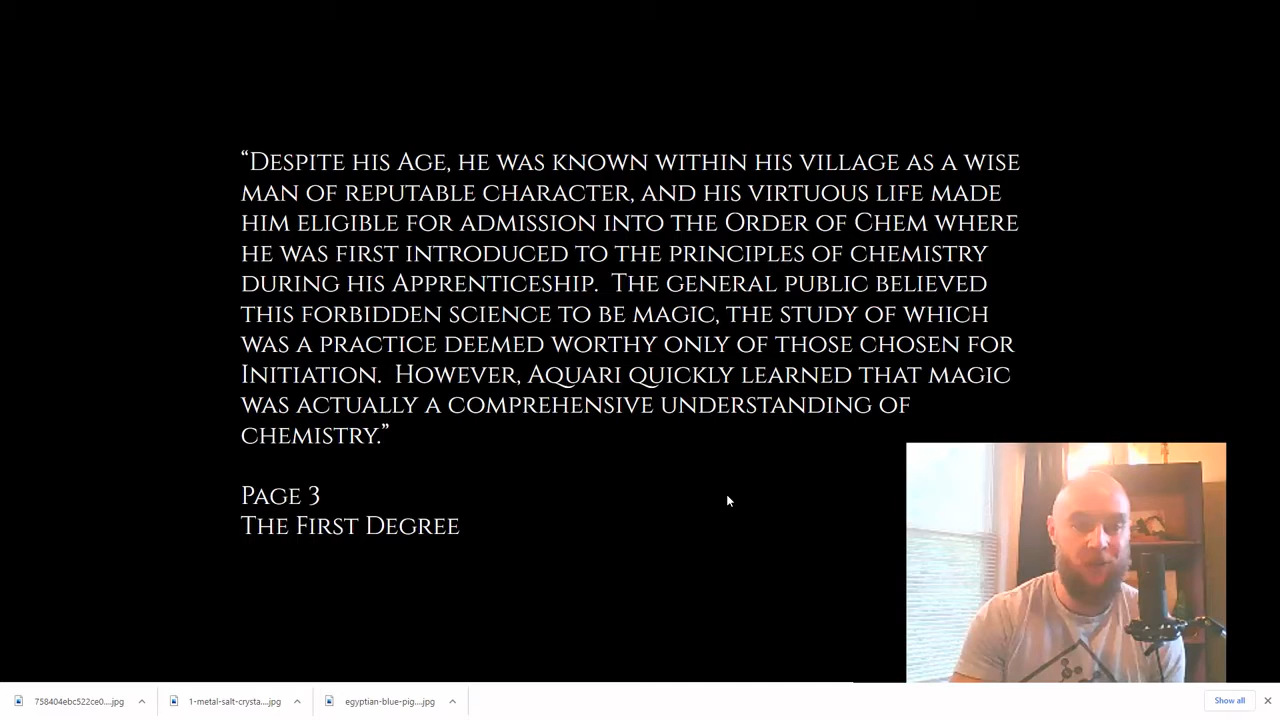 “Despite his Age, he was known within his village as a wise
man of reputable character, and his virtuous life made
him eligible for admission into the Order of Chem where
he was first introduced to the principles of chemistry
during his Apprenticeship.  The general public believed
this forbidden science to be magic, the study of which
was a practice deemed worthy only of those chosen for
Initiation.  However, Aquari quickly learned that magic
was actually a comprehensive understanding of
chemistry.”
Page 3
The First Degree
758404ebc522ce0....jpg
1-metal-salt-crysta....jpg
egyptian-blue-pig....jpg
Show all